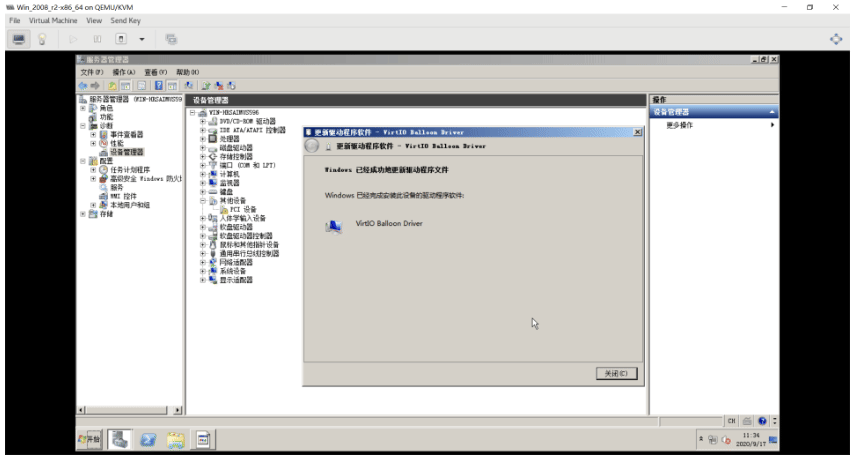 Win_2008_r2-x86_64 on QEMU/KVM
File Virtual Machine View Send Key
服务器管理器
文件(F) 操作(A) 查看(V) 帮助(H)
服务器管理器 (WIN-HRSAIMUSS96
角色
功能
诊断
事件查看器
性能
设备管理器
配置
任务计划程序
高级安全 Windows 防火墙
服务
WMI 控件
本地用户和组
存储
设备管理器
DVD/CD-ROM 驱动器
IDE ATA/ATAPI 控制器
处理器
磁盘驱动器
存储控制器
端口 (COM 和 LPT)
计算机
监视器
键盘
其他设备
PCI 设备
人体学输入设备
软盘驱动器
软盘驱动器控制器
鼠标和其他指针设备
通用串行总线控制器
网络适配器
系统设备
显示适配器
更新驱动程序软件 - VirtIO Balloon Driver
更新驱动程序软件 - VirtIO Balloon Driver
Windows 已经成功地更新驱动程序文件
Windows 已经完成安装此设备的驱动程序软件:
VirtIO Balloon Driver
关闭(C)
操作
设备管理器
更多操作
CH
开始
11:34
2020/9/17